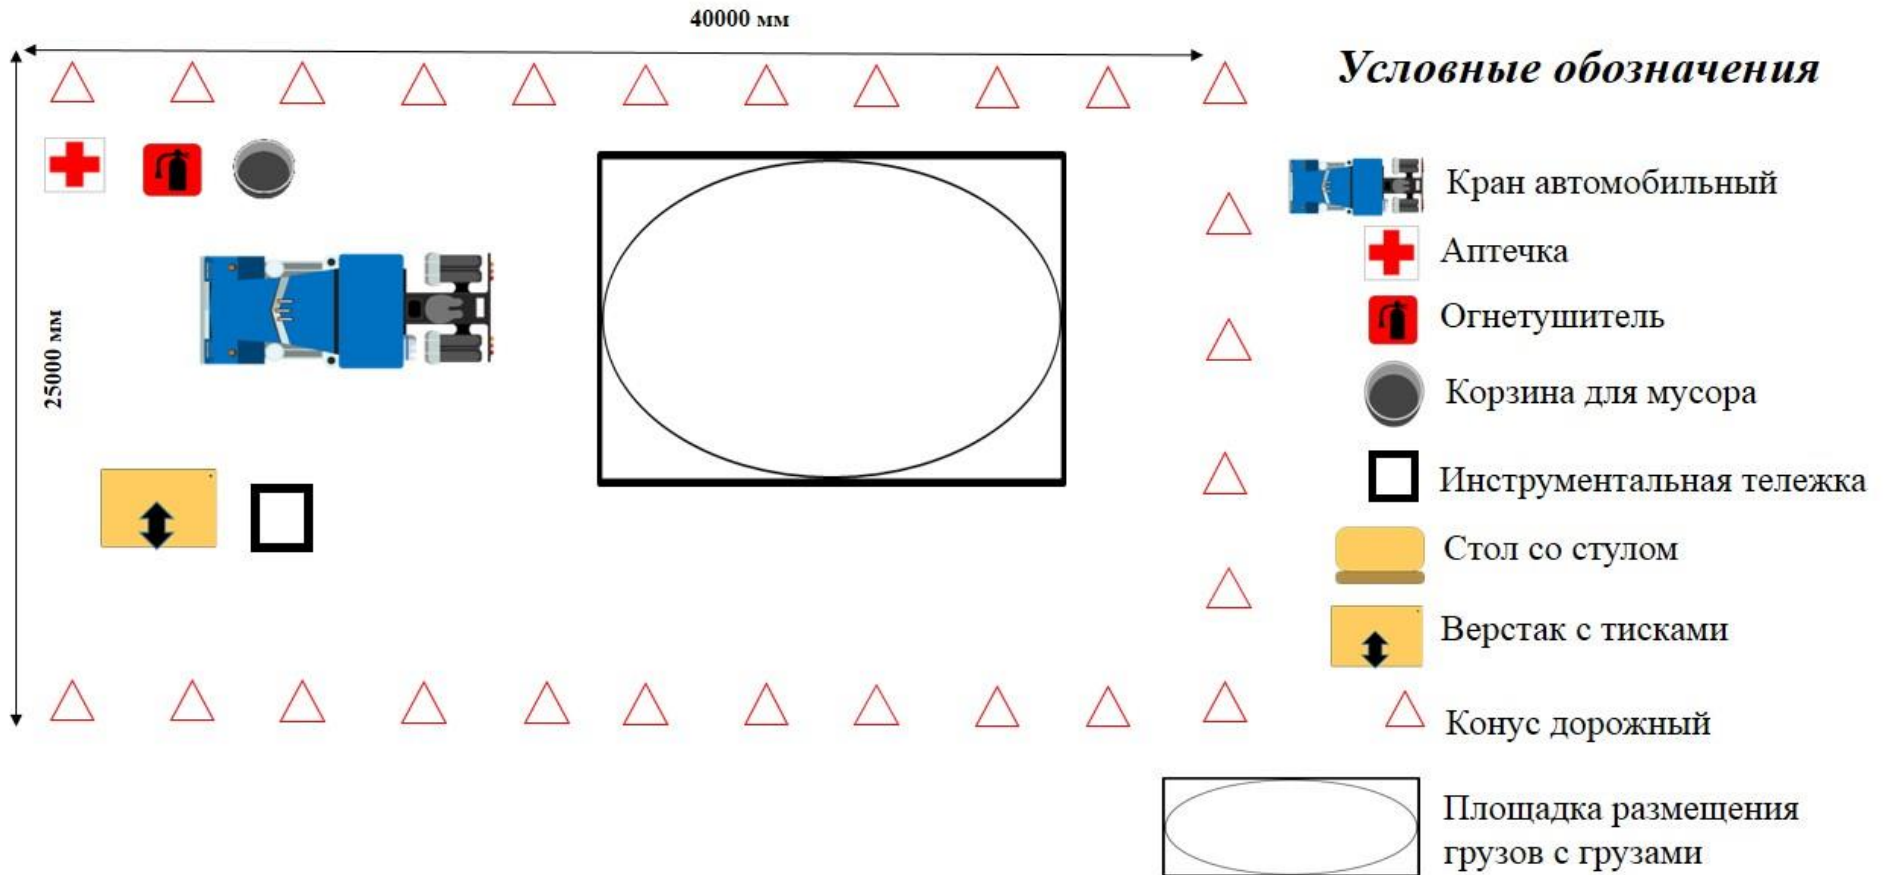 40000 мм
Условные обозначения
Кран автомобильный
Аптечка
Огнетушитель
25000 мм
Корзина для мусора
Инструментальная тележка
Стол со стулом
Верстак с тисками
Конус дорожный
Площадка размещения
грузов с грузами